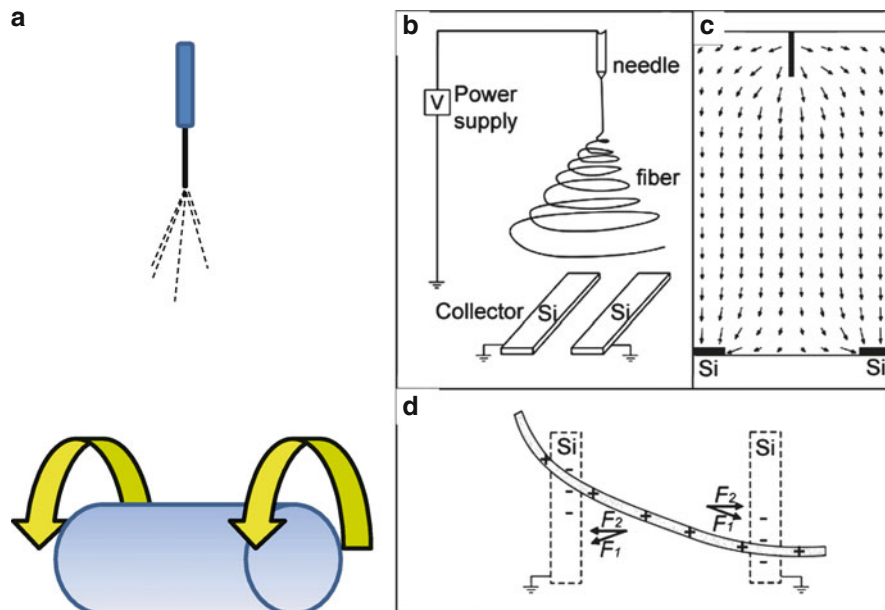 a
b
needle
V
Power
supply
fiber
Collector
Si
Si
c
Si
Si
d
Si
Si
+
+
+
+
+
+
-
-
-
-
-
-
F2
F1
F2
F1